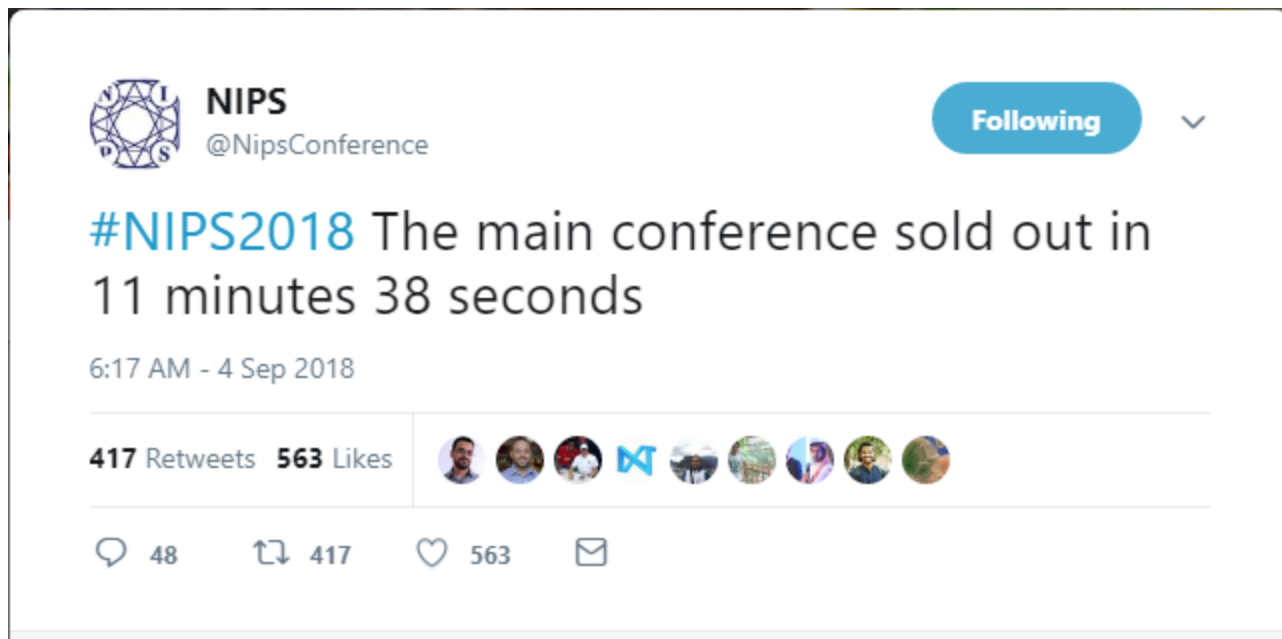 NIPS
@NipsConference
Following
#NIPS2018 The main conference sold out in
11 minutes 38 seconds
6:17 AM - 4 Sep 2018
417 Retweets 563 Likes
48 417 563